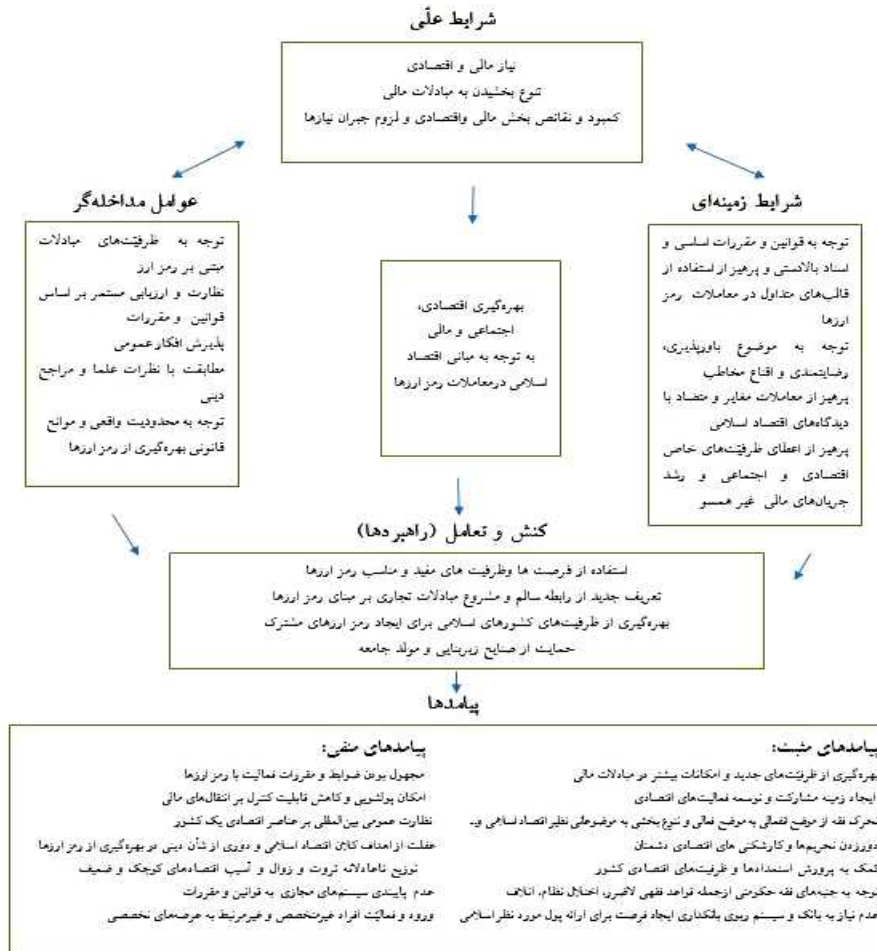 شرایط علّی
نیاز مالی و اقتصادی
تنوع بخشیدن به مبادلات مالی
کمبود و نقائص بخش مالی واقتصادی و لزوم جبران نیازها
شرایط زمینه‌ای
توجه به قوانین و مقررات اساسی و
اسناد بالادستی و پرهیز از استفاده از
قالب‌های متداول در معاملات رمز
ارزها
توجه به موضوع باورپذیری،
رضایتمندی و اقناع مخاطب
پرهیز از معاملات مغایر و متضاد با
دیدگاه‌های اقتصاد اسلامی
پرهیز از اعطای ظرفیّت‌های خاص
اقتصادی و اجتماعی و رشد
جریان‌های مالی غیر همسو
بهره‌گیری اقتصادی،
اجتماعی و مالی
به توجه به مبانی اقتصاد
اسلامی درمعاملات رمز ارزها
عوامل مداخله‌گر
توجه به ظرفیّت‌های مبادلات
مبتنی بر رمز ارز
نظارت و ارزیابی مستمر بر اساس
قوانین و مقررات
پذیرش افکار عمومی
مطابقت با نظرات علما و مراجع
دینی
توجه به محدودیت واقعی و موانع
قانونی بهره‌گیری از رمز ارزها
کنش و تعامل (راهبردها)
استفاده از فرصت ها وظرفیت های مفید و مناسب رمز ارزها
تعریف جدید از رابطه سالم و مشروع مبادلات تجاری بر مبنای رمز ارزها
بهره‌گیری از ظرفیّت‌های کشورهای اسلامی برای ایجاد رمز ارزهای مشترک
حمایت از صنایع زیربنایی و مولد جامعه
پیامدها
پیامدهای مثبت:
بهره‌گیری از ظرفیّت‌های جدید و امکانات بیشتر در مبادلات مالی
ایجاد زمینه مشارکت و توسعه فعالیت‌های اقتصادی
تحرک فقه از موضع انفعالی به موضع فعالی و تنوع بخشی به موضوعاتی نظیر اقتصاد اسلامی و..
دورزدن تحریم‌ها و کارشکنی های اقتصادی دشمنان
کمک به پرورش استعدادها و ظرفیّت‌های اقتصادی کشور
توجه به جنبه‌های فقه حکومتی ازجمله قواعد فقهی لاضرر، اختلال نظام، اتلاف
عدم نیاز به بانک و سیستم ربوی بانکداری ایجاد فرصت برای ارائه پول مورد نظر اسلامی
پیامدهای منفی:
مجهول بودن ضوابط و مقررات فعالیت با رمز ارزها
امکان پولشویی و کاهش قابلیت کنترل بر انتقال‌های مالی
نظارت عمومی بین‌المللی بر عناصر اقتصادی یک کشور
غفلت از اهداف کلان اقتصاد اسلامی و دوری از شأن دینی در بهره‌گیری از رمز ارزها
توزیع ناعادلانه ثروت و زوال و آسیب اقتصادهای کوچک و ضعیف
عدم پایبندی سیستم‌های مجازی به قوانین و مقررات
ورود و فعالیّت افراد غیرمتخصص و غیرمرتبط به عرصه‌های تخصصی